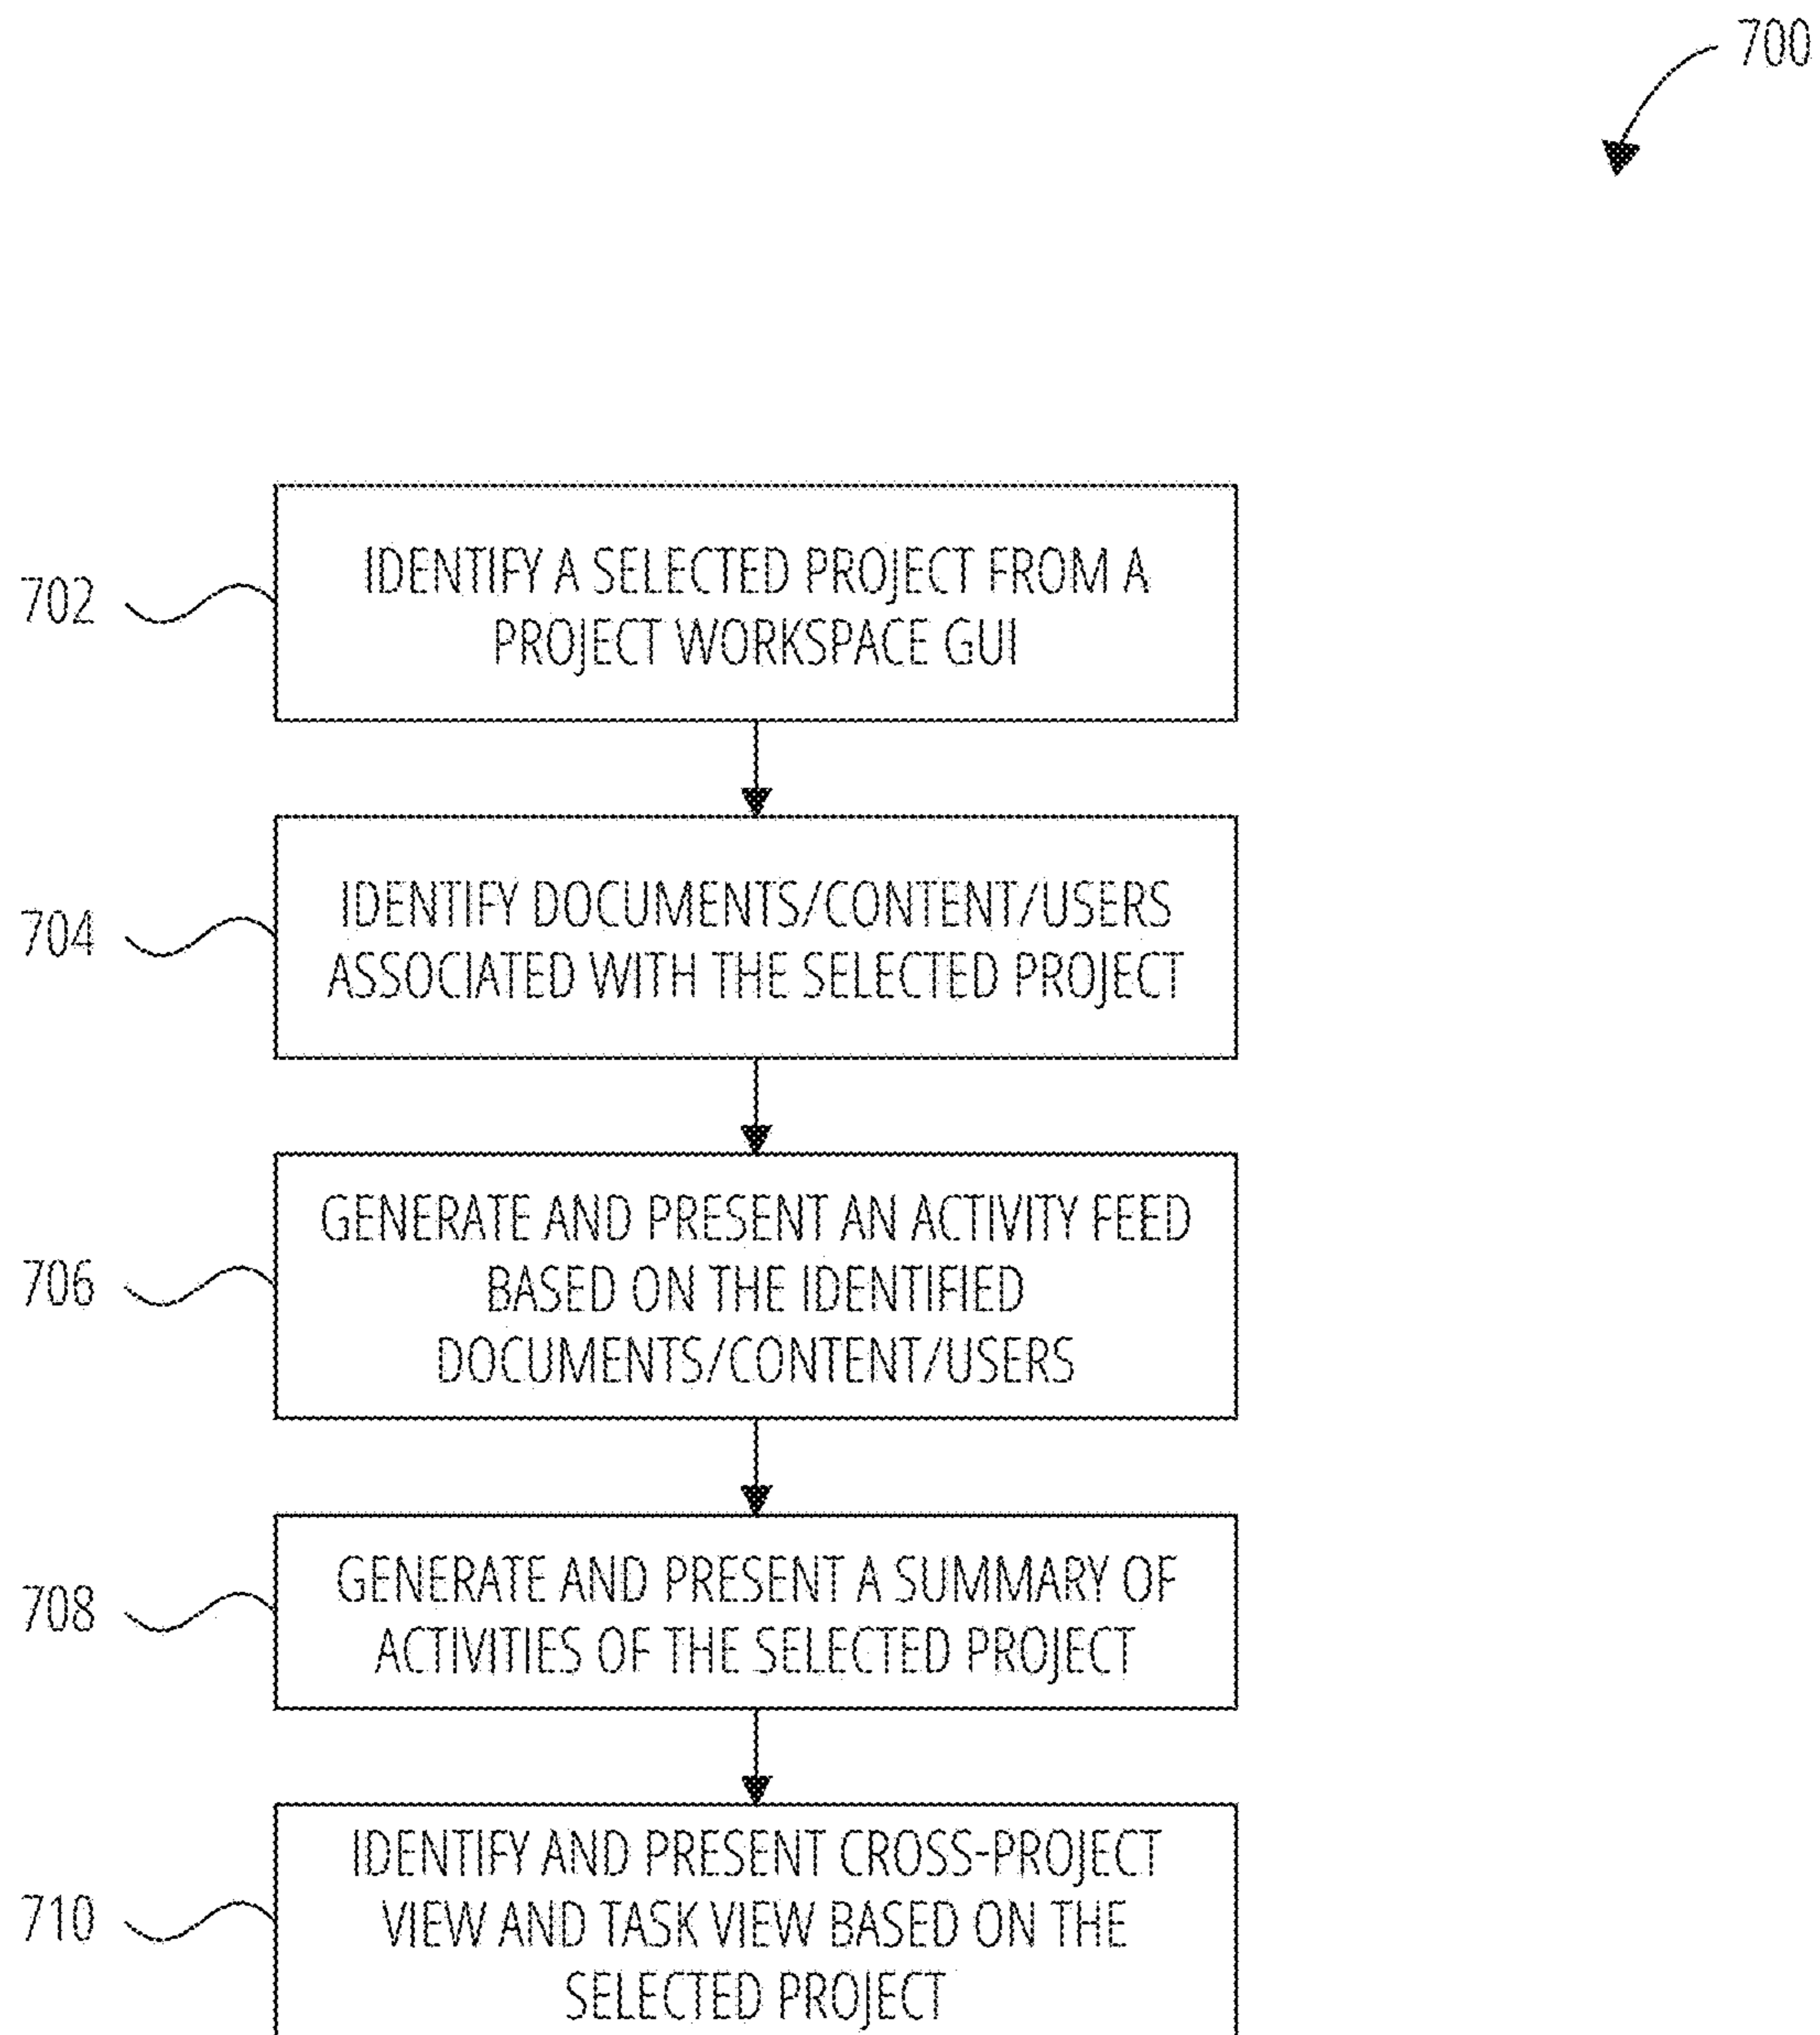 700
702
IDENTIFY A SELECTED PROJECT FROM A
PROJECT WORKSPACE GUI
704
IDENTIFY DOCUMENTS/CONTENT/USERS
ASSOCIATED WITH THE SELECTED PROJECT
706
GENERATE AND PRESENT AN ACTIVITY FEED
BASED ON THE IDENTIFIED
DOCUMENTS/CONTENT/USERS
708
GENERATE AND PRESENT A SUMMARY OF
ACTIVITIES OF THE SELECTED PROJECT
710
IDENTIFY AND PRESENT CROSS-PROJECT
VIEW AND TASK VIEW BASED ON THE
SELECTED PROJECT